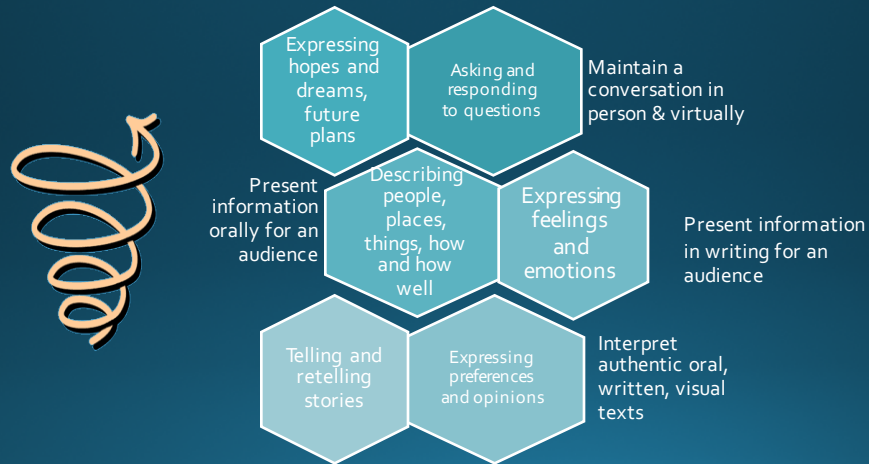 Expressing
hopes and
dreams,
future
plans
Asking and
responding
to questions
Maintain a
conversation in
person & virtually
Present
information
orally for an
audience
Describing
people,
places,
things, how
and how
well
Expressing
feelings
and
emotions
Present information
in writing for an
audience
Telling and
retelling
stories
Expressing
preferences
and opinions
Interpret
authentic oral,
written, visual
texts